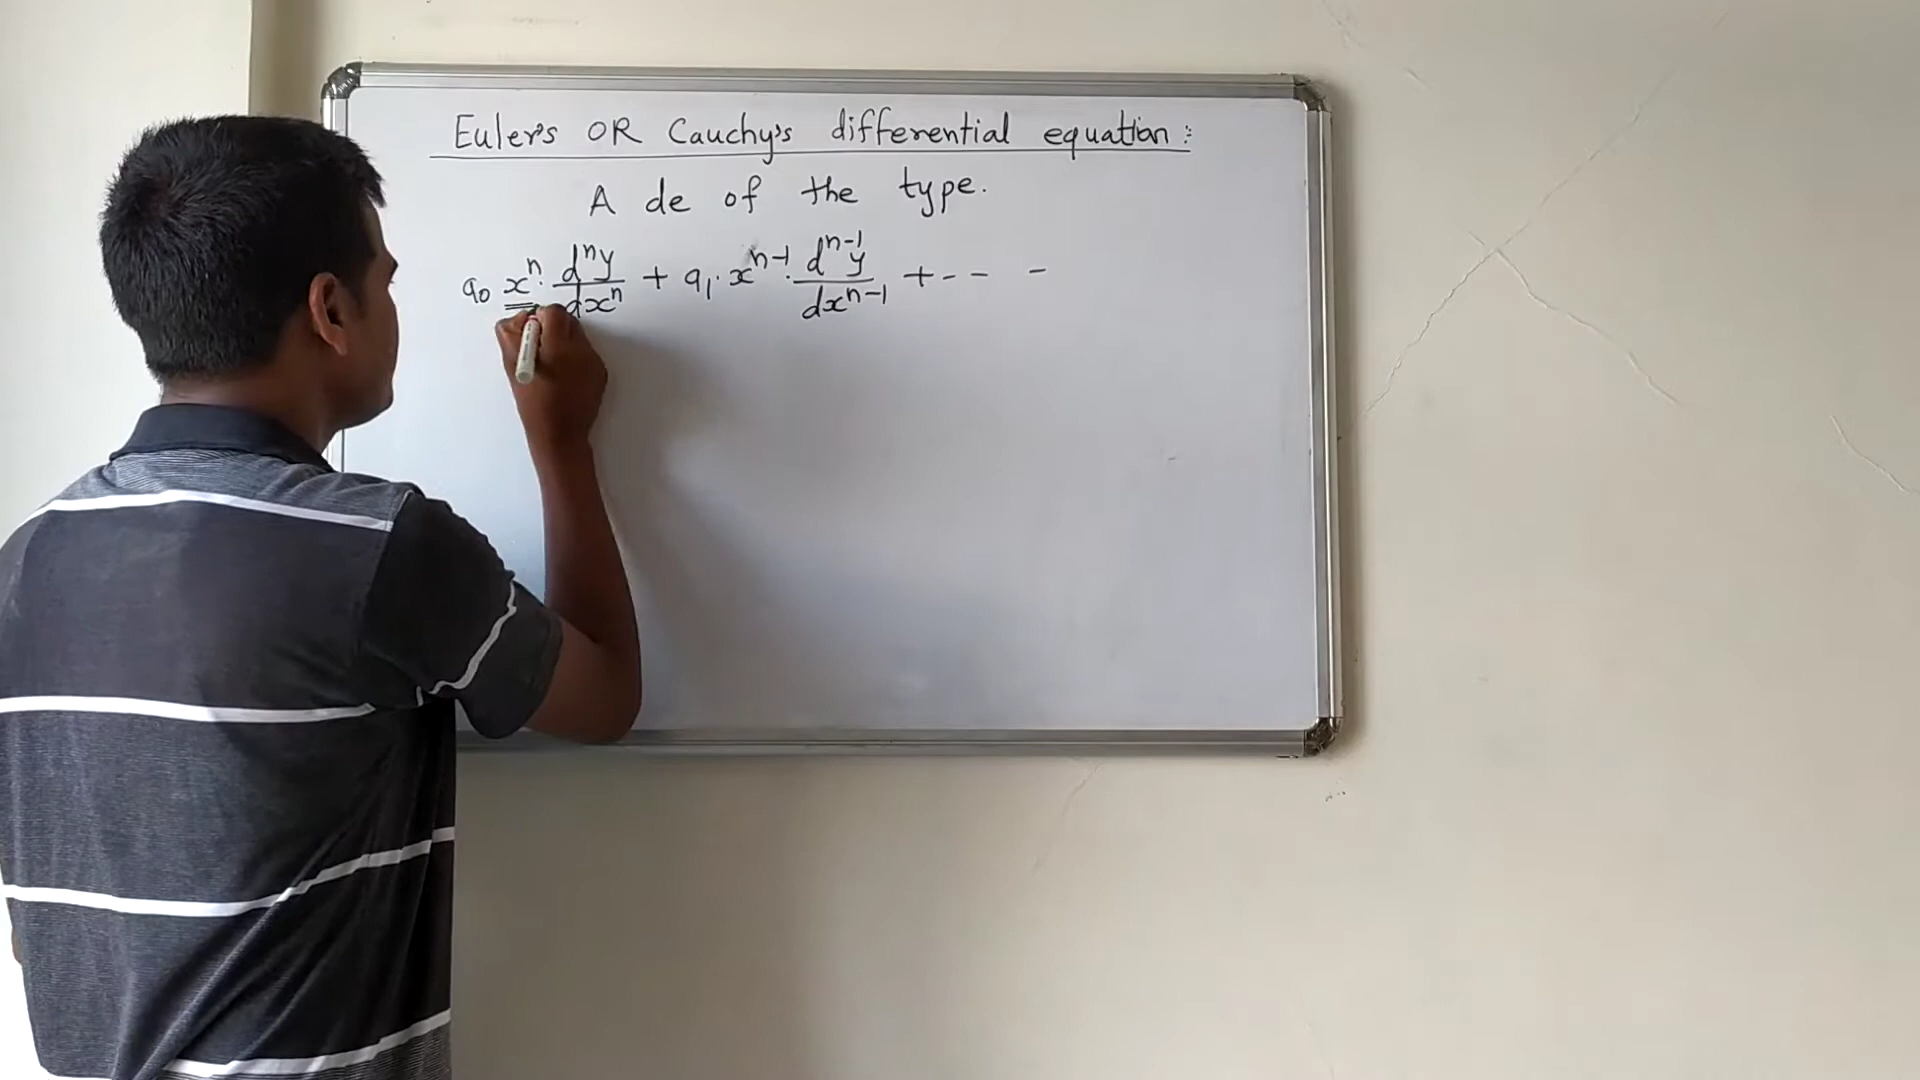 Euler's OR Cauchy's differential equation :
A de of the type.
a₀ xⁿ · dⁿy/dxⁿ + a₁ · xⁿ⁻¹ · dⁿ⁻¹y/dxⁿ⁻¹ + - - -